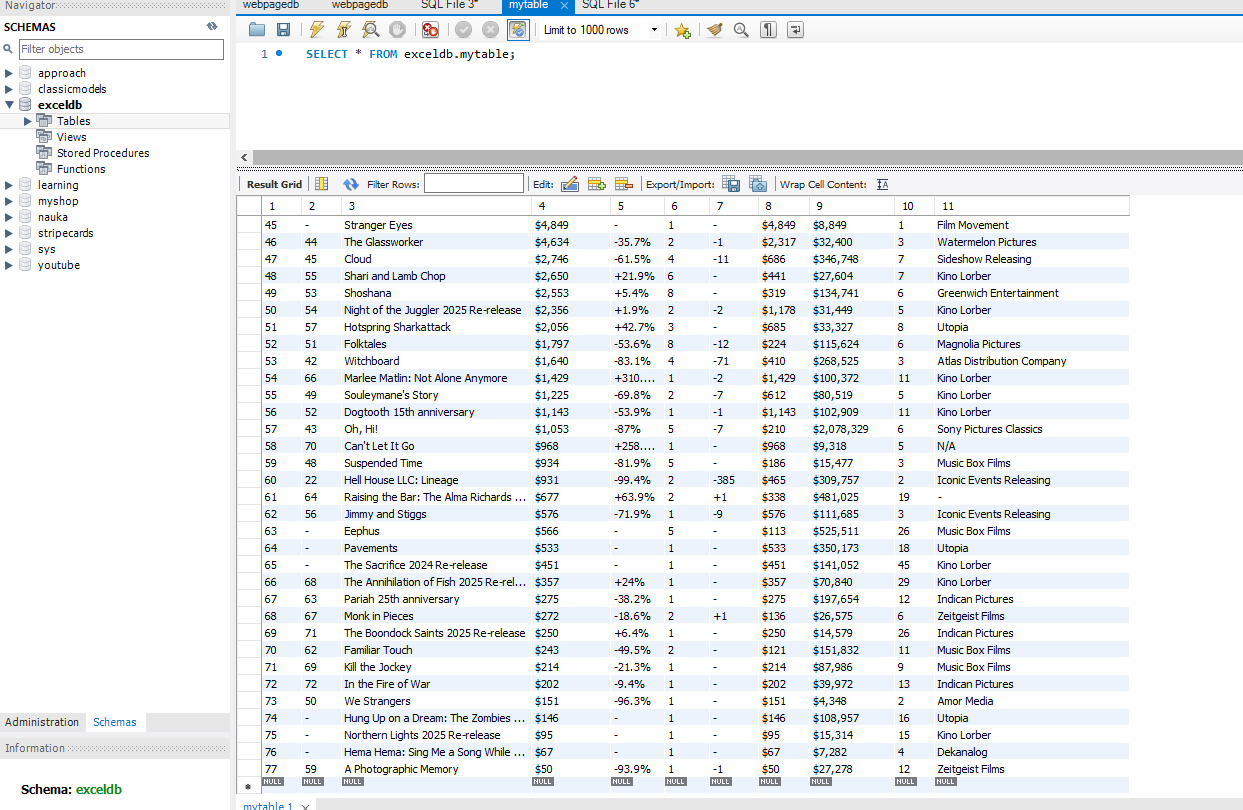 Navigator
webpagedb webpagedb SQL File 3* mytable SQL File 6*
SCHEMAS
Filter objects
Limit to 1000 rows
1 SELECT * FROM exceldb.mytable;
approach
classicmodels
exceldb
Tables
Views
Stored Procedures
Functions
learning
myshop
nauka
stripecards
sys
youtube
Result Grid Filter Rows: Edit: Export/Import: Wrap Cell Content: IA
1 2 3 4 5 6 7 8 9 10 11
45 - Stranger Eyes $4,849 - 1 - $4,849 $8,849 1 Film Movement
46 44 The Glassworker $4,634 -35.7% 2 -1 $2,317 $32,400 3 Watermelon Pictures
47 45 Cloud $2,746 -61.5% 4 -11 $686 $346,748 7 Sideshow Releasing
48 55 Shari and Lamb Chop $2,650 +21.9% 6 - $441 $27,604 7 Kino Lorber
49 53 Shoshana $2,553 +5.4% 8 - $319 $134,741 6 Greenwich Entertainment
50 54 Night of the Juggler 2025 Re-release $2,356 +1.9% 2 -2 $1,178 $31,449 5 Kino Lorber
51 57 Hotspring Sharkattack $2,056 +42.7% 3 - $685 $33,327 8 Utopia
52 51 Folktales $1,797 -53.6% 8 -12 $224 $115,624 6 Magnolia Pictures
53 42 Witchboard $1,640 -83.1% 4 -71 $410 $268,525 3 Atlas Distribution Company
54 66 Marlee Matlin: Not Alone Anymore $1,429 +310.... 1 -2 $1,429 $100,372 11 Kino Lorber
55 49 Souleymane's Story $1,225 -69.8% 2 -7 $612 $80,519 5 Kino Lorber
56 52 Dogtooth 15th anniversary $1,143 -53.9% 1 -1 $1,143 $102,909 11 Kino Lorber
57 43 Oh, Hi! $1,053 -87% 5 -7 $210 $2,078,329 6 Sony Pictures Classics
58 70 Can't Let It Go $968 +258.... 1 - $968 $9,318 5 N/A
59 48 Suspended Time $934 -81.9% 5 - $186 $15,477 3 Music Box Films
60 22 Hell House LLC: Lineage $931 -99.4% 2 -385 $465 $309,757 2 Iconic Events Releasing
61 64 Raising the Bar: The Alma Richards ... $677 +63.9% 2 +1 $338 $481,025 19 -
62 56 Jimmy and Stiggs $576 -71.9% 1 -9 $576 $111,685 3 Iconic Events Releasing
63 - Eephus $566 - 5 - $113 $525,511 26 Music Box Films
64 - Pavements $533 - 1 - $533 $350,173 18 Utopia
65 - The Sacrifice 2024 Re-release $451 - 1 - $451 $141,052 45 Kino Lorber
66 68 The Annihilation of Fish 2025 Re-rel... $357 +24% 1 - $357 $70,840 29 Kino Lorber
67 63 Pariah 25th anniversary $275 -38.2% 1 - $275 $197,654 12 Indican Pictures
68 67 Monk in Pieces $272 -18.6% 2 +1 $136 $26,575 6 Zeitgeist Films
69 71 The Boondock Saints 2025 Re-release $250 +6.4% 1 - $250 $14,579 26 Indican Pictures
70 62 Familiar Touch $243 -49.5% 2 - $121 $151,832 11 Music Box Films
71 69 Kill the Jockey $214 -21.3% 1 - $214 $87,986 9 Music Box Films
72 72 In the Fire of War $202 -9.4% 1 - $202 $39,972 13 Indican Pictures
73 50 We Strangers $151 -96.3% 1 - $151 $4,348 2 Amor Media
74 - Hung Up on a Dream: The Zombies ... $146 - 1 - $146 $108,957 16 Utopia
75 - Northern Lights 2025 Re-release $95 - 1 - $95 $15,314 15 Kino Lorber
76 - Hema Hema: Sing Me a Song While ... $67 - 1 - $67 $7,282 4 Dekanalog
77 59 A Photographic Memory $50 -93.9% 1 -1 $50 $27,278 12 Zeitgeist Films
NULL NULL NULL NULL NULL NULL NULL NULL NULL NULL NULL
Administration Schemas
Information
Schema: exceldb
mytable 1